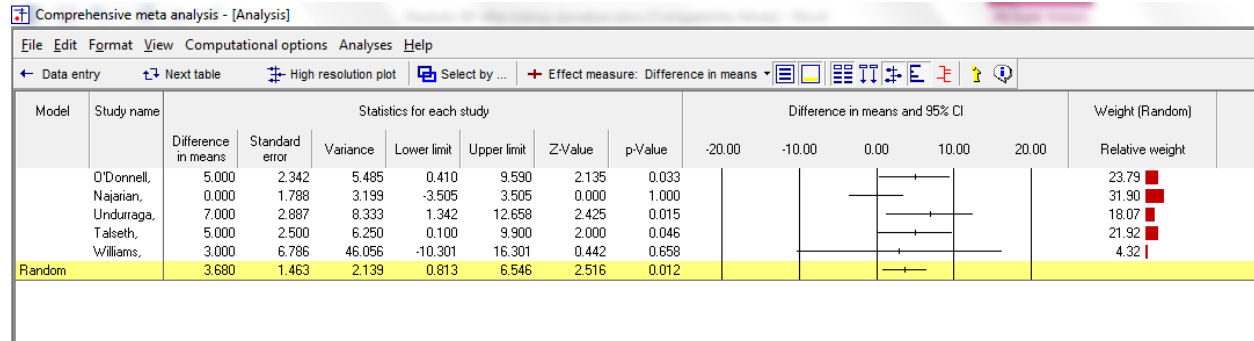 Comprehensive meta analysis - [Analysis]
File Edit Format View Computational options Analyses Help
Data entry Next table High resolution plot Select by ... Effect measure: Difference in means
Model Study name Statistics for each study Difference in means and 95% CI Weight (Random)
Difference in means Standard error Variance Lower limit Upper limit Z-Value p-Value -20.00 -10.00 0.00 10.00 20.00 Relative weight
O'Donnell, 5.000 2.342 5.485 0.410 9.590 2.135 0.033 23.79
Najarian, 0.000 1.788 3.199 -3.505 3.505 0.000 1.000 31.90
Undurraga, 7.000 2.887 8.333 1.342 12.658 2.425 0.015 18.07
Talseth, 5.000 2.500 6.250 0.100 9.900 2.000 0.046 21.92
Williams, 3.000 6.786 46.056 -10.301 16.301 0.442 0.658 4.32
Random 3.680 1.463 2.139 0.813 6.546 2.516 0.012